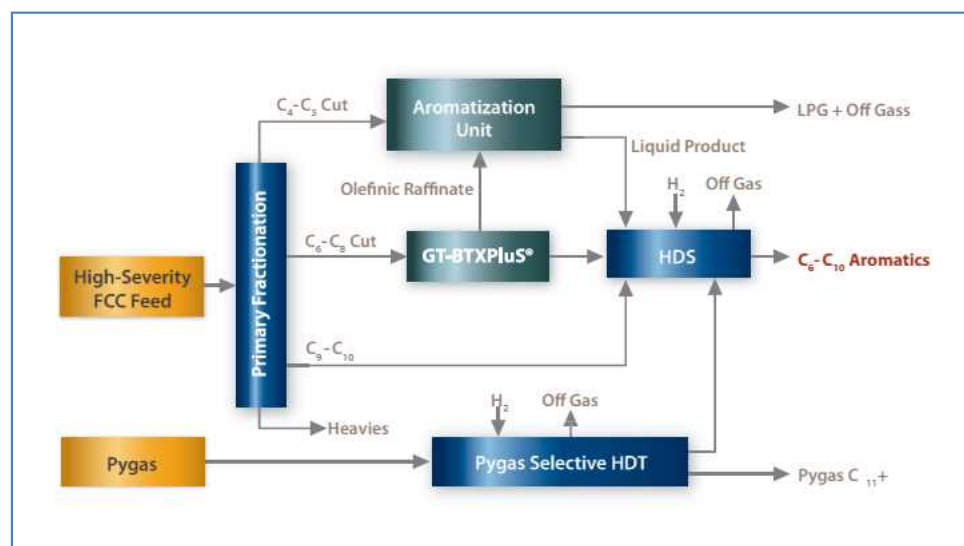 Aromatization
Unit
C₄-C₅ Cut
LPG + Off Gass
Liquid Product
Olefinic Raffinate
H₂
Off Gas
Primary Fractionation
C₆-C₈ Cut
GT-BTXPluS®
HDS
C₆-C₁₀ Aromatics
High-Severity
FCC Feed
C₉-C₁₀
H₂
Off Gas
Heavies
Pygas
Pygas Selective HDT
Pygas C ₁₁+